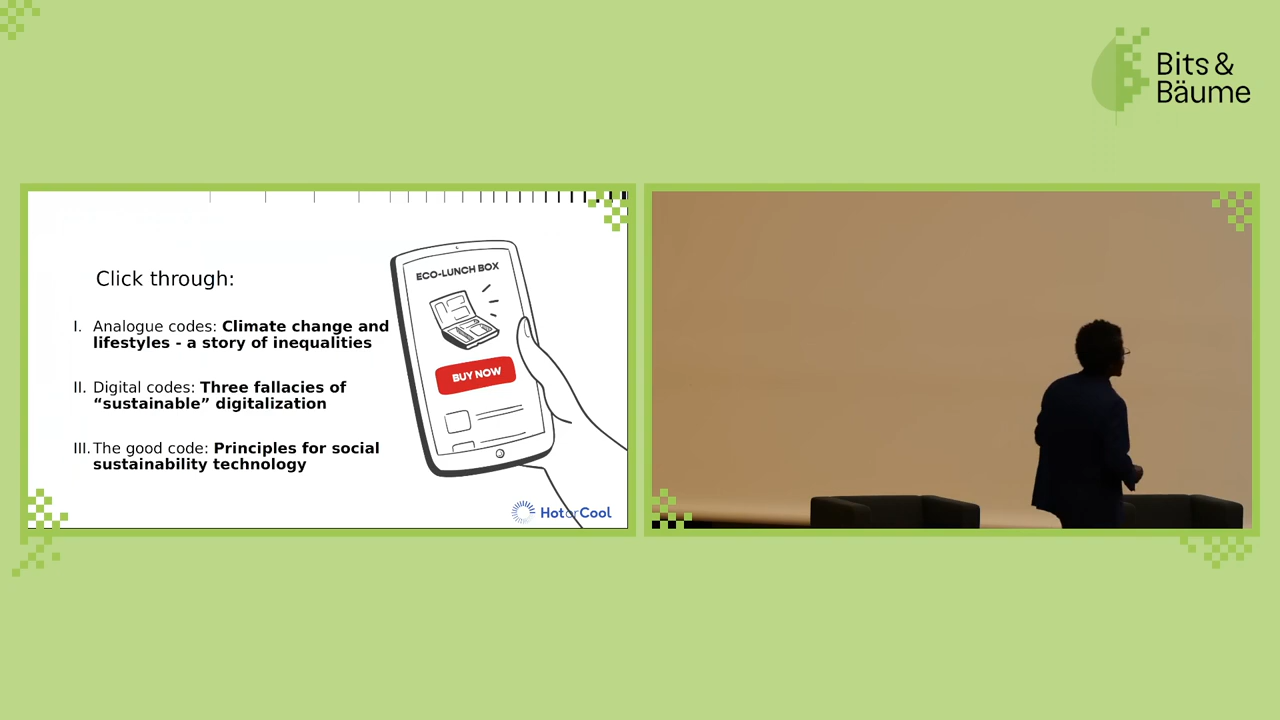 Bits &
Bäume
Click through:
I. Analogue codes: Climate change and
lifestyles - a story of inequalities
II. Digital codes: Three fallacies of
“sustainable” digitalization
III. The good code: Principles for social
sustainability technology
ECO-LUNCH BOX
BUY NOW
HotorCool